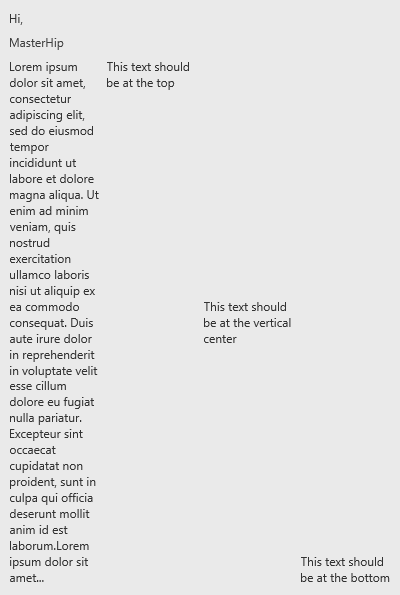 Hi,
MasterHip
Lorem ipsum
dolor sit amet,
consectetur
adipiscing elit,
sed do eiusmod
tempor
incididunt ut
labore et dolore
magna aliqua. Ut
enim ad minim
veniam, quis
nostrud
exercitation
ullamco laboris
nisi ut aliquip ex
ea commodo
consequat. Duis
aute irure dolor
in reprehenderit
in voluptate velit
esse cillum
dolore eu fugiat
nulla pariatur.
Excepteur sint
occaecat
cupidatat non
proident, sunt in
culpa qui officia
deserunt mollit
anim id est
laborum.Lorem
ipsum dolor sit
amet...
This text should
be at the top
This text should
be at the vertical
center
This text should
be at the bottom